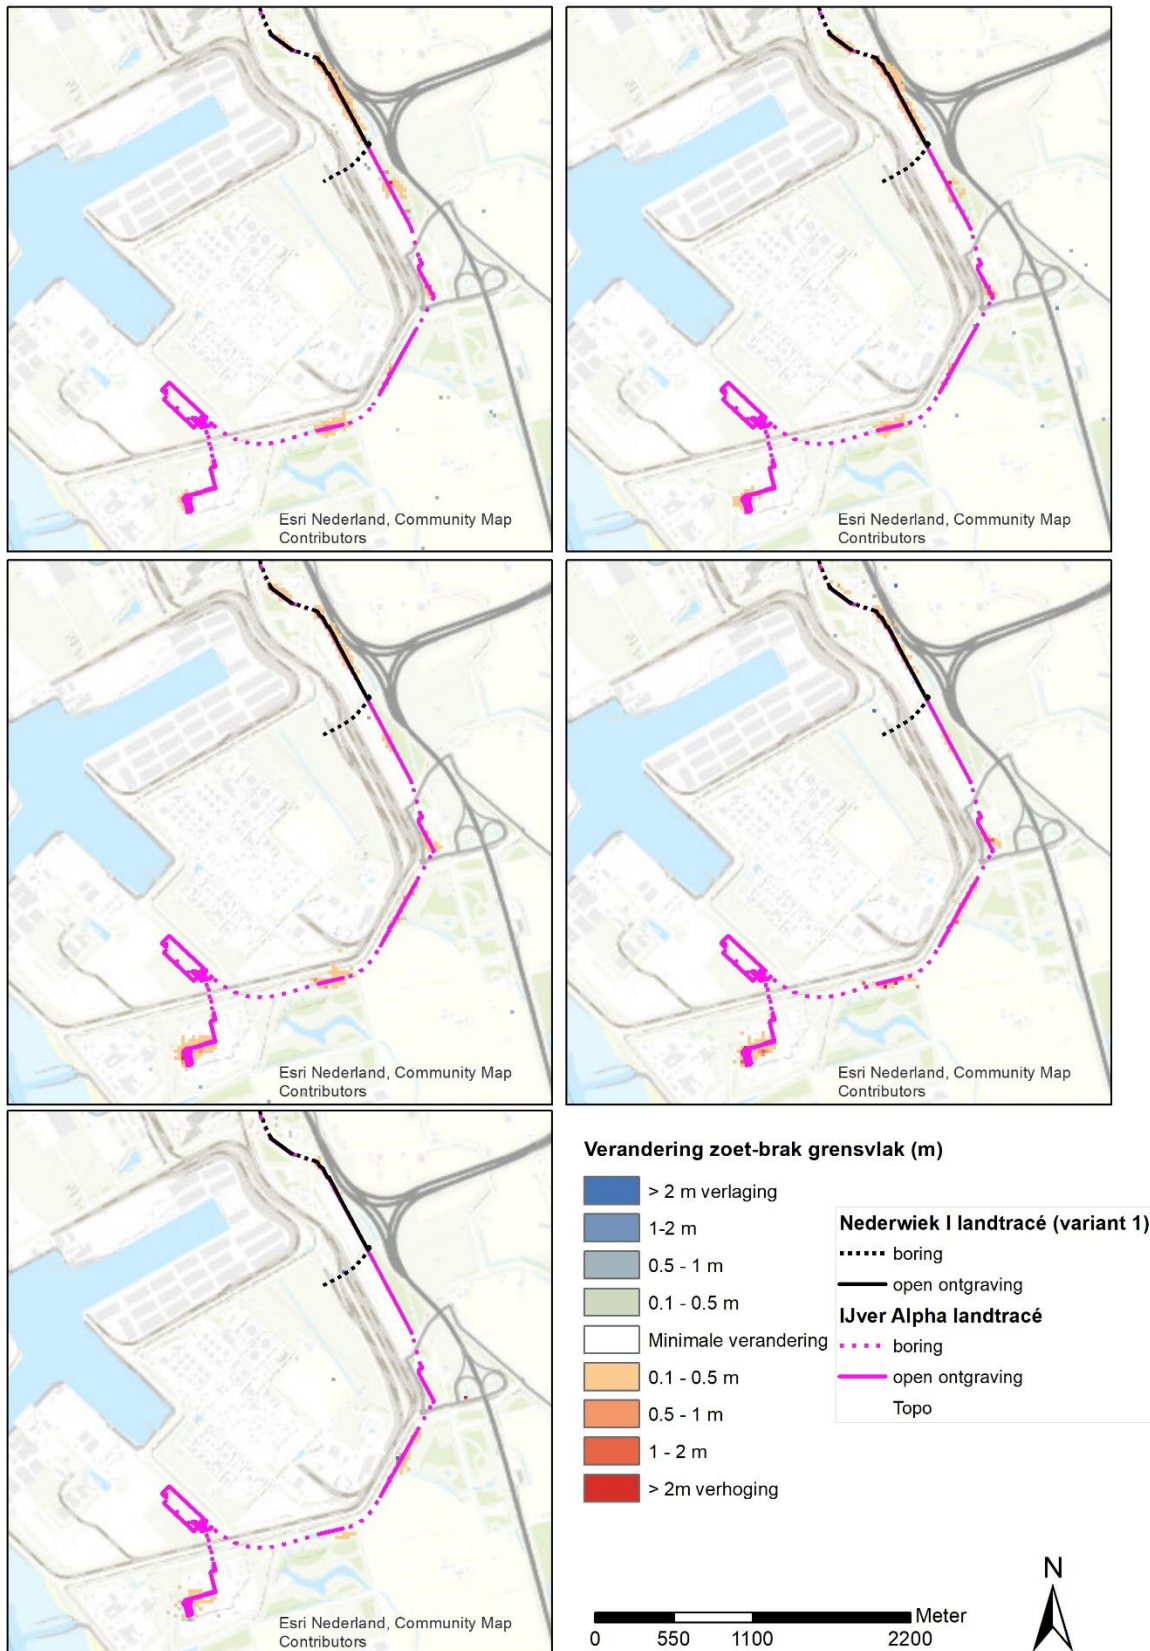 Esri Nederland, Community Map
Contributors
Esri Nederland, Community Map
Contributors
Esri Nederland, Community Map
Contributors
Esri Nederland, Community Map
Contributors
Esri Nederland, Community Map
Contributors
Verandering zoet-brak grensvlak (m)
> 2 m verlaging
1-2 m
0.5 - 1 m
0.1 - 0.5 m
Minimale verandering
0.1 - 0.5 m
0.5 - 1 m
1 - 2 m
> 2m verhoging
Nederwiek I landtracé (variant 1)
boring
open ontgraving
IJver Alpha landtracé
boring
open ontgraving
Topo
N
Meter
0 550 1100 2200